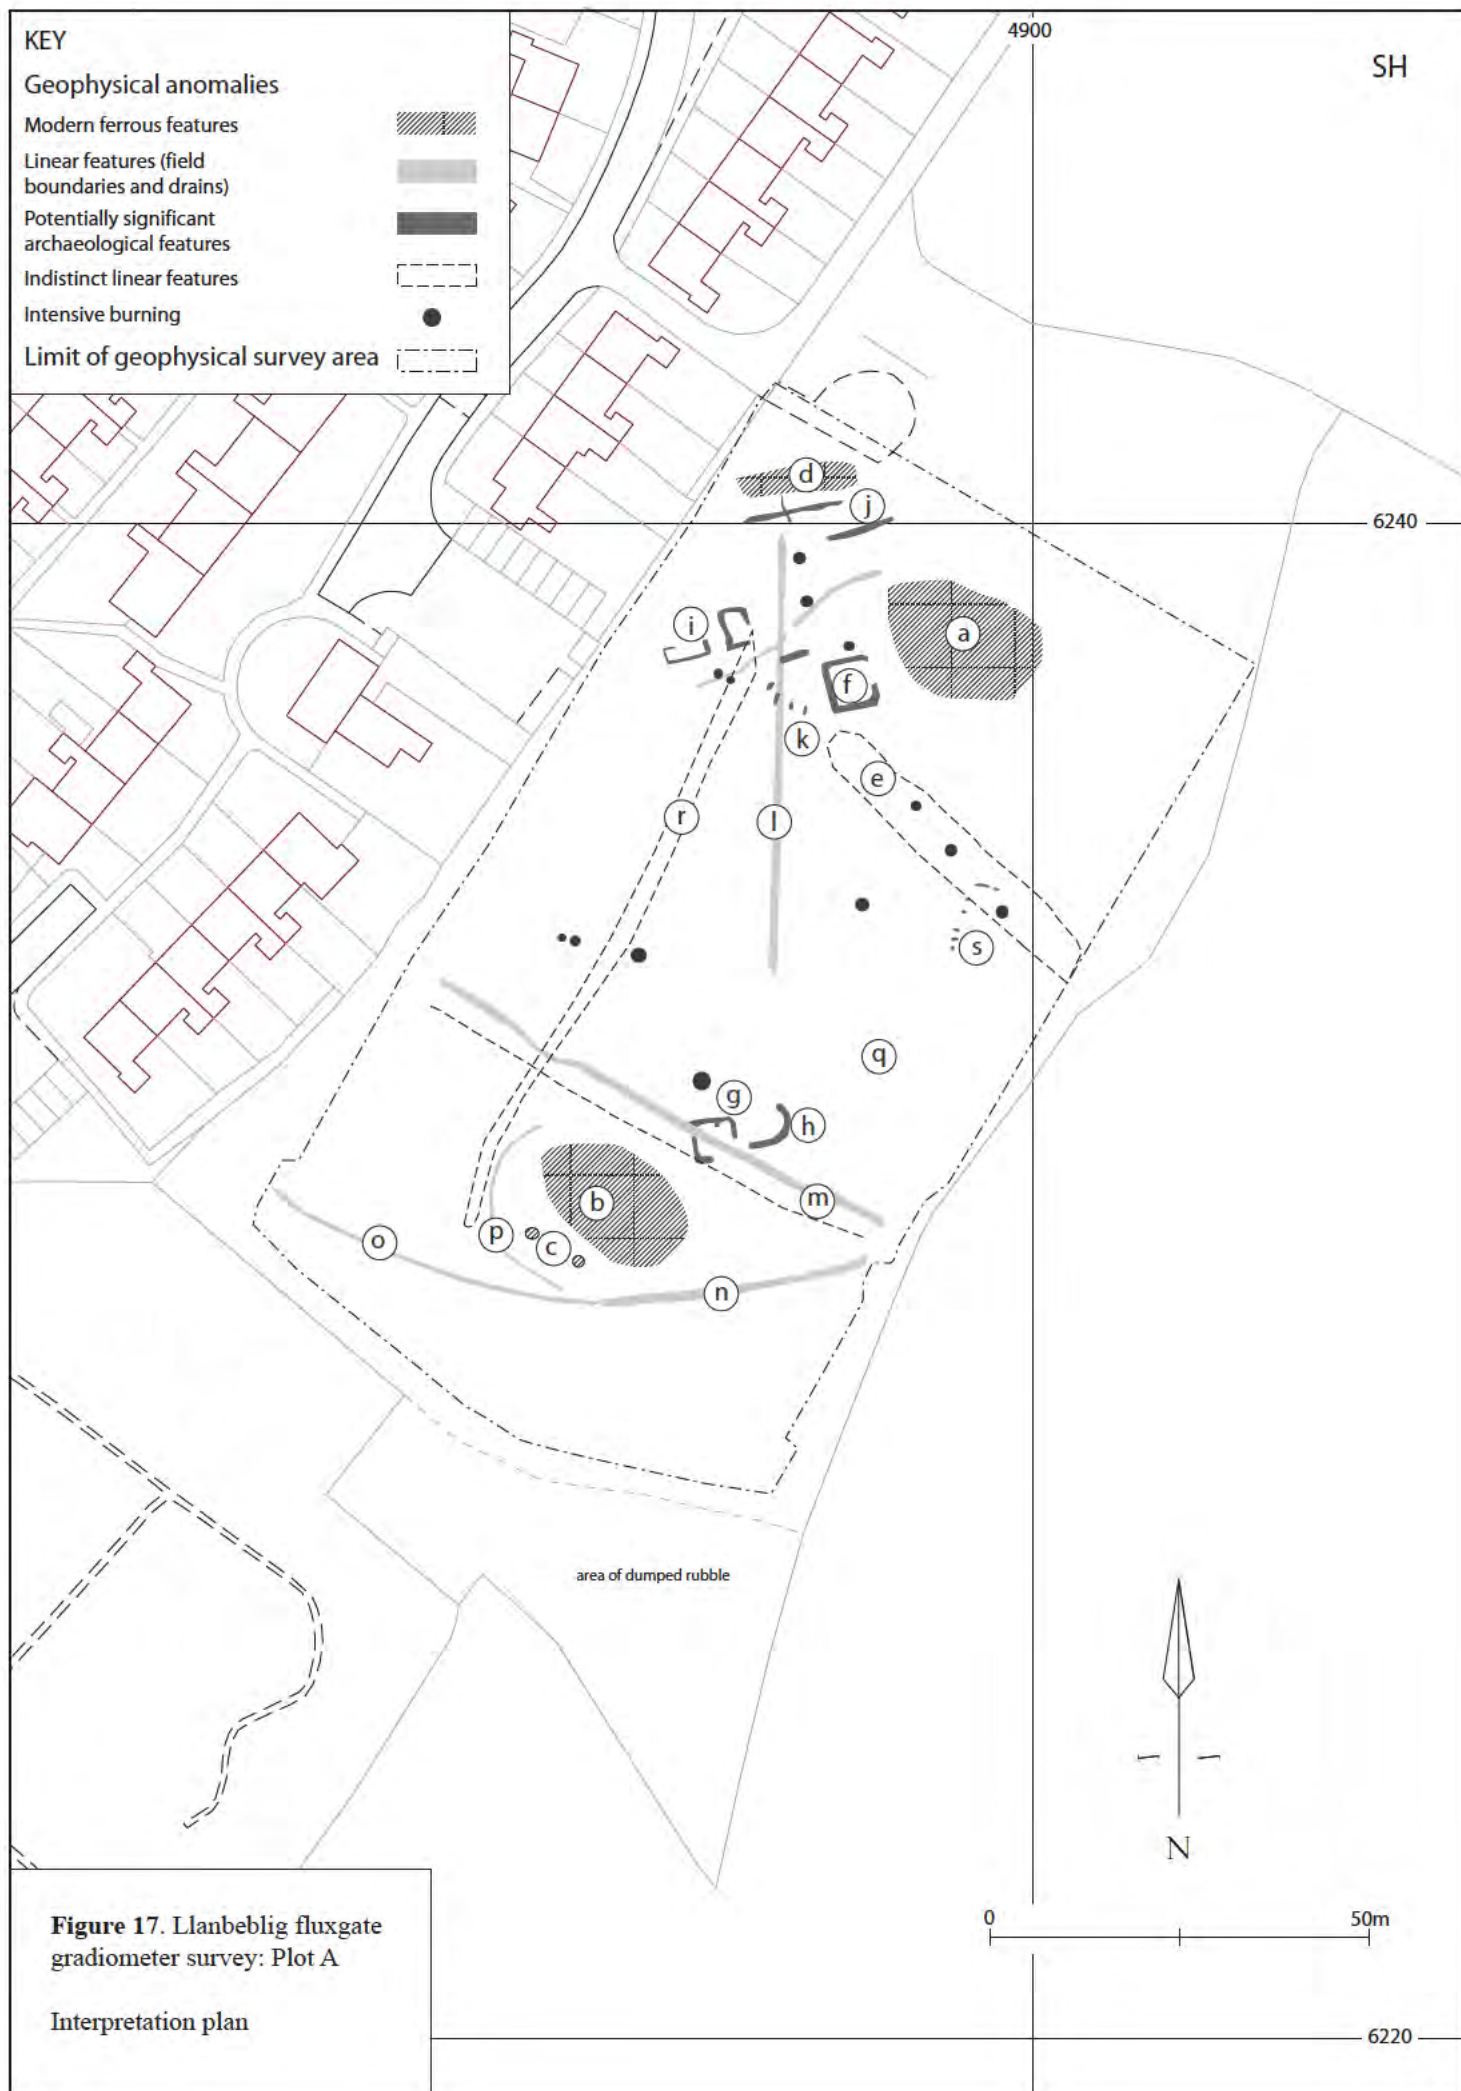 KEY
Geophysical anomalies
Modern ferrous features
Linear features (field
boundaries and drains)
Potentially significant
archaeological features
Indistinct linear features
Intensive burning
Limit of geophysical survey area
4900
SH
d
j
6240
a
i
f
k
e
r
l
s
q
g
h
b
m
p
c
o
n
area of dumped rubble
N
0
50m
Figure 17. Llanbeblig fluxgate
gradiometer survey: Plot A
Interpretation plan
6220